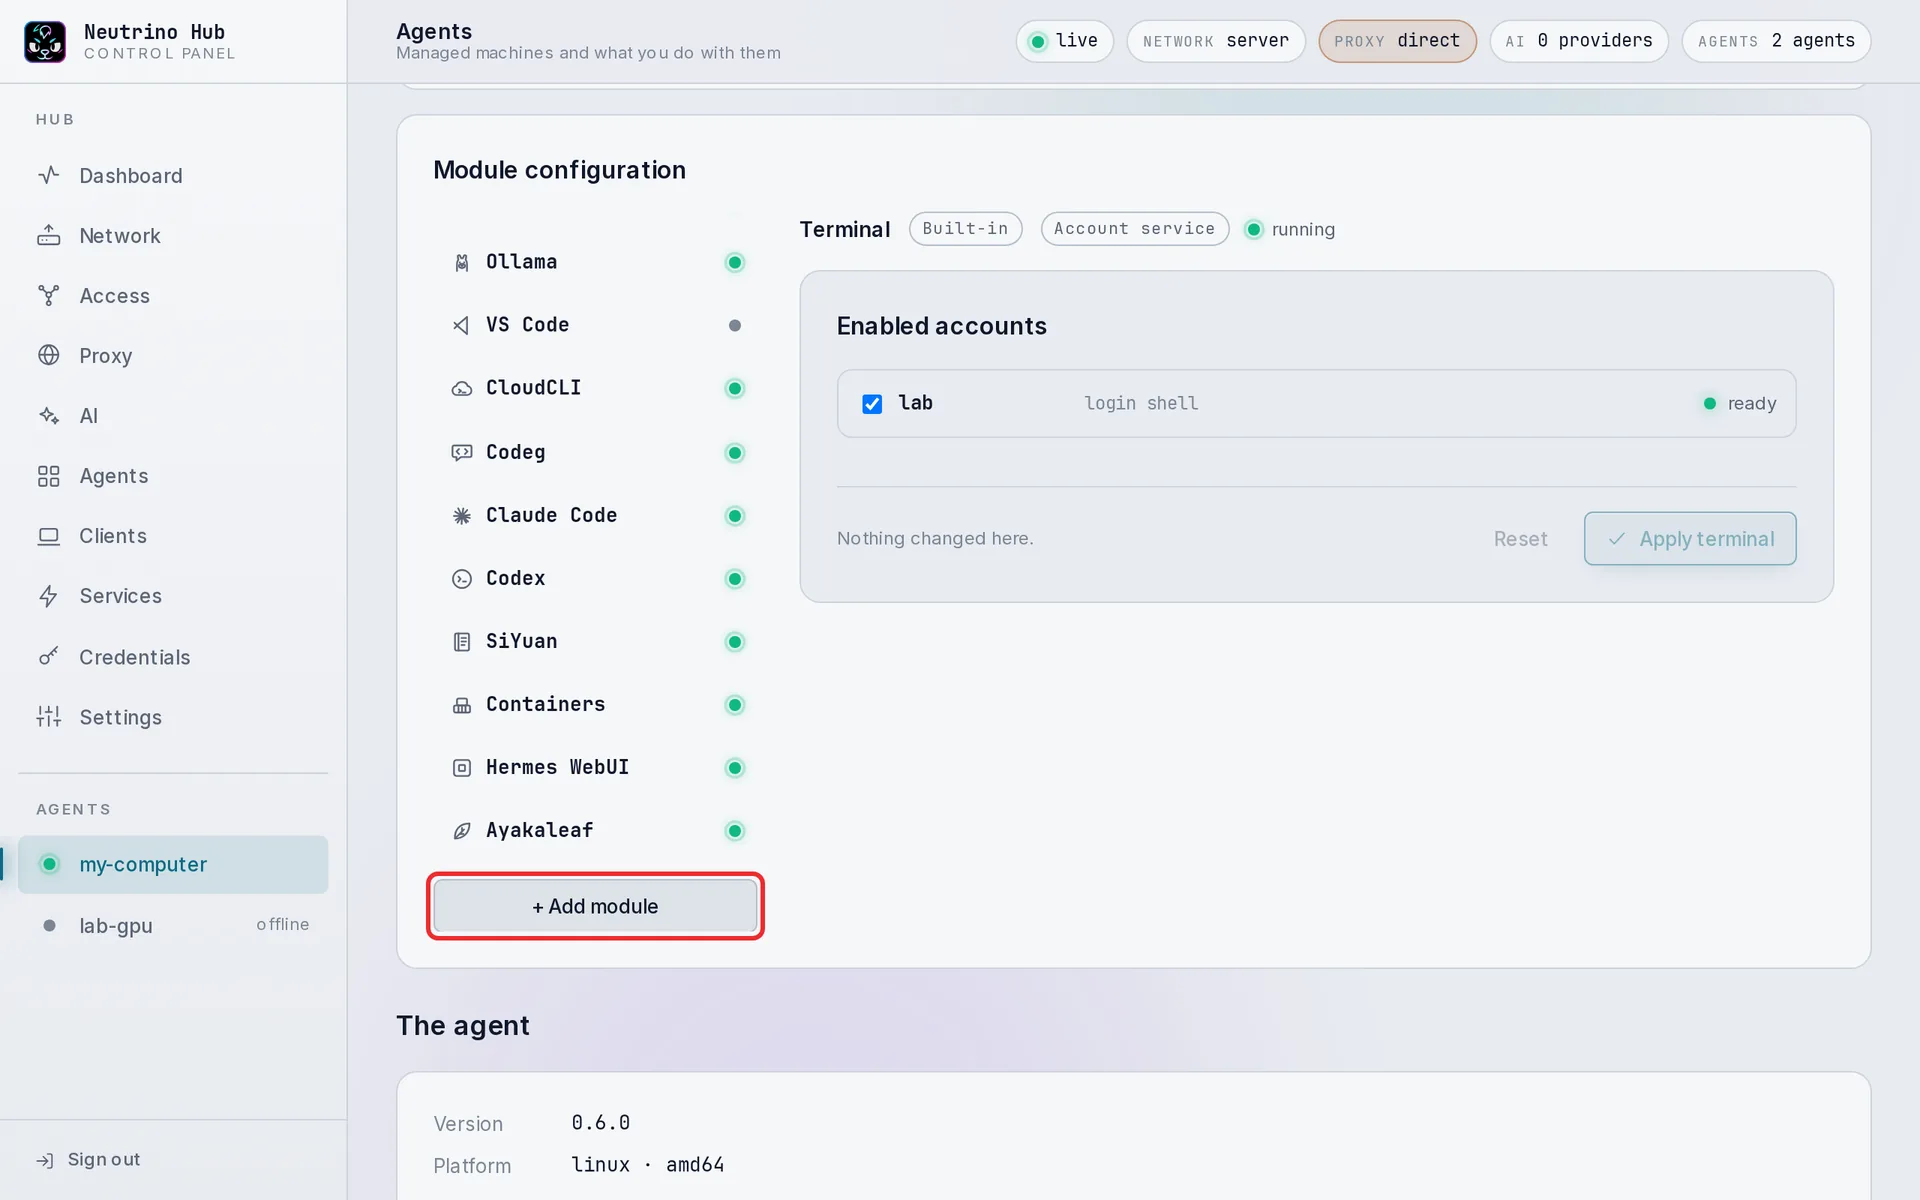 Neutrino Hub
CONTROL PANEL
Agents
Managed machines and what you do with them
live
NETWORK server
PROXY direct
AI 0 providers
AGENTS 2 agents
HUB
Dashboard
Network
Access
Proxy
AI
Agents
Clients
Services
Credentials
Settings
AGENTS
my-computer
lab-gpu offline
Sign out
Module configuration
Ollama
VS Code
CloudCLI
Codeg
Claude Code
Codex
SiYuan
Containers
Hermes WebUI
Ayakaleaf
+ Add module
Terminal Built-in Account service running
Enabled accounts
lab login shell ready
Nothing changed here. Reset Apply terminal
The agent
Version 0.6.0
Platform linux · amd64